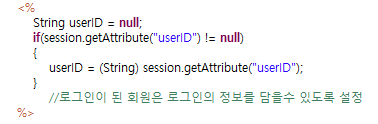 <%
String userID = null;
if(session.getAttribute("userID") != null)
{
userID = (String) session.getAttribute("userID");
}
//로그인이 된 회원은 로그인의 정보를 담을수 있도록 설정
%>